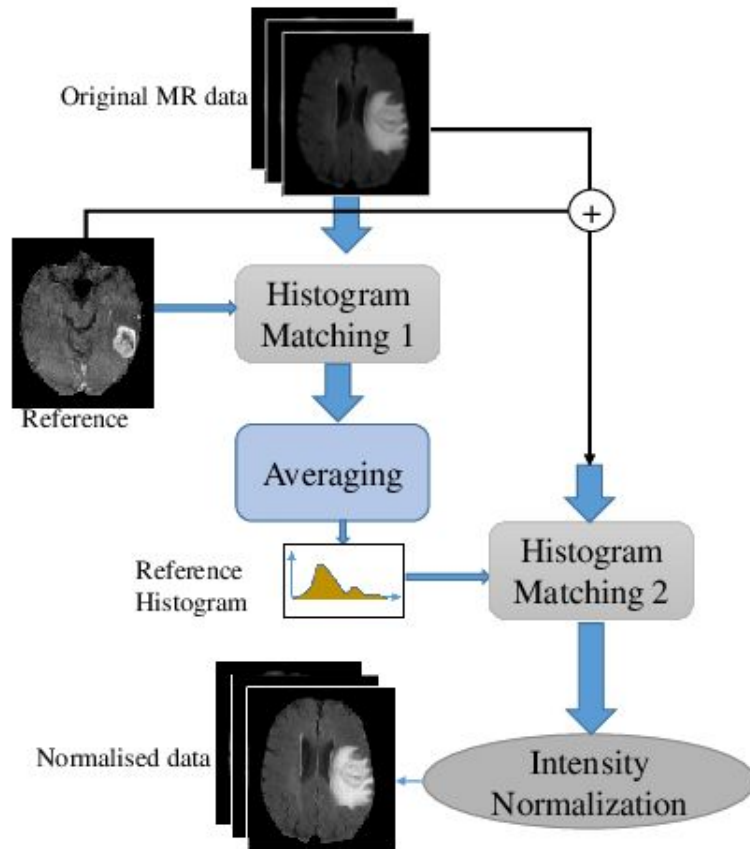 Original MR data
+
Histogram
Matching 1
Reference
Averaging
Reference
Histogram
Histogram
Matching 2
Normalised data
Intensity
Normalization